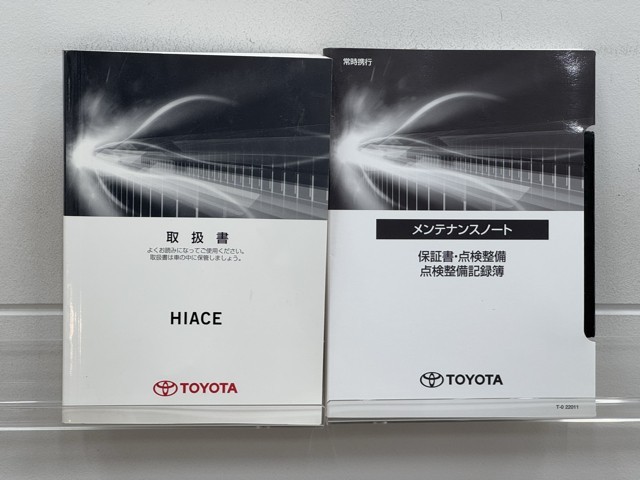 取扱書
よくお読みになってご使用ください。
取扱書は車の中に保管しましょう。
HIACE
TOYOTA
常時携行
メンテナンスノート
保証書・点検整備
点検整備記録簿
TOYOTA